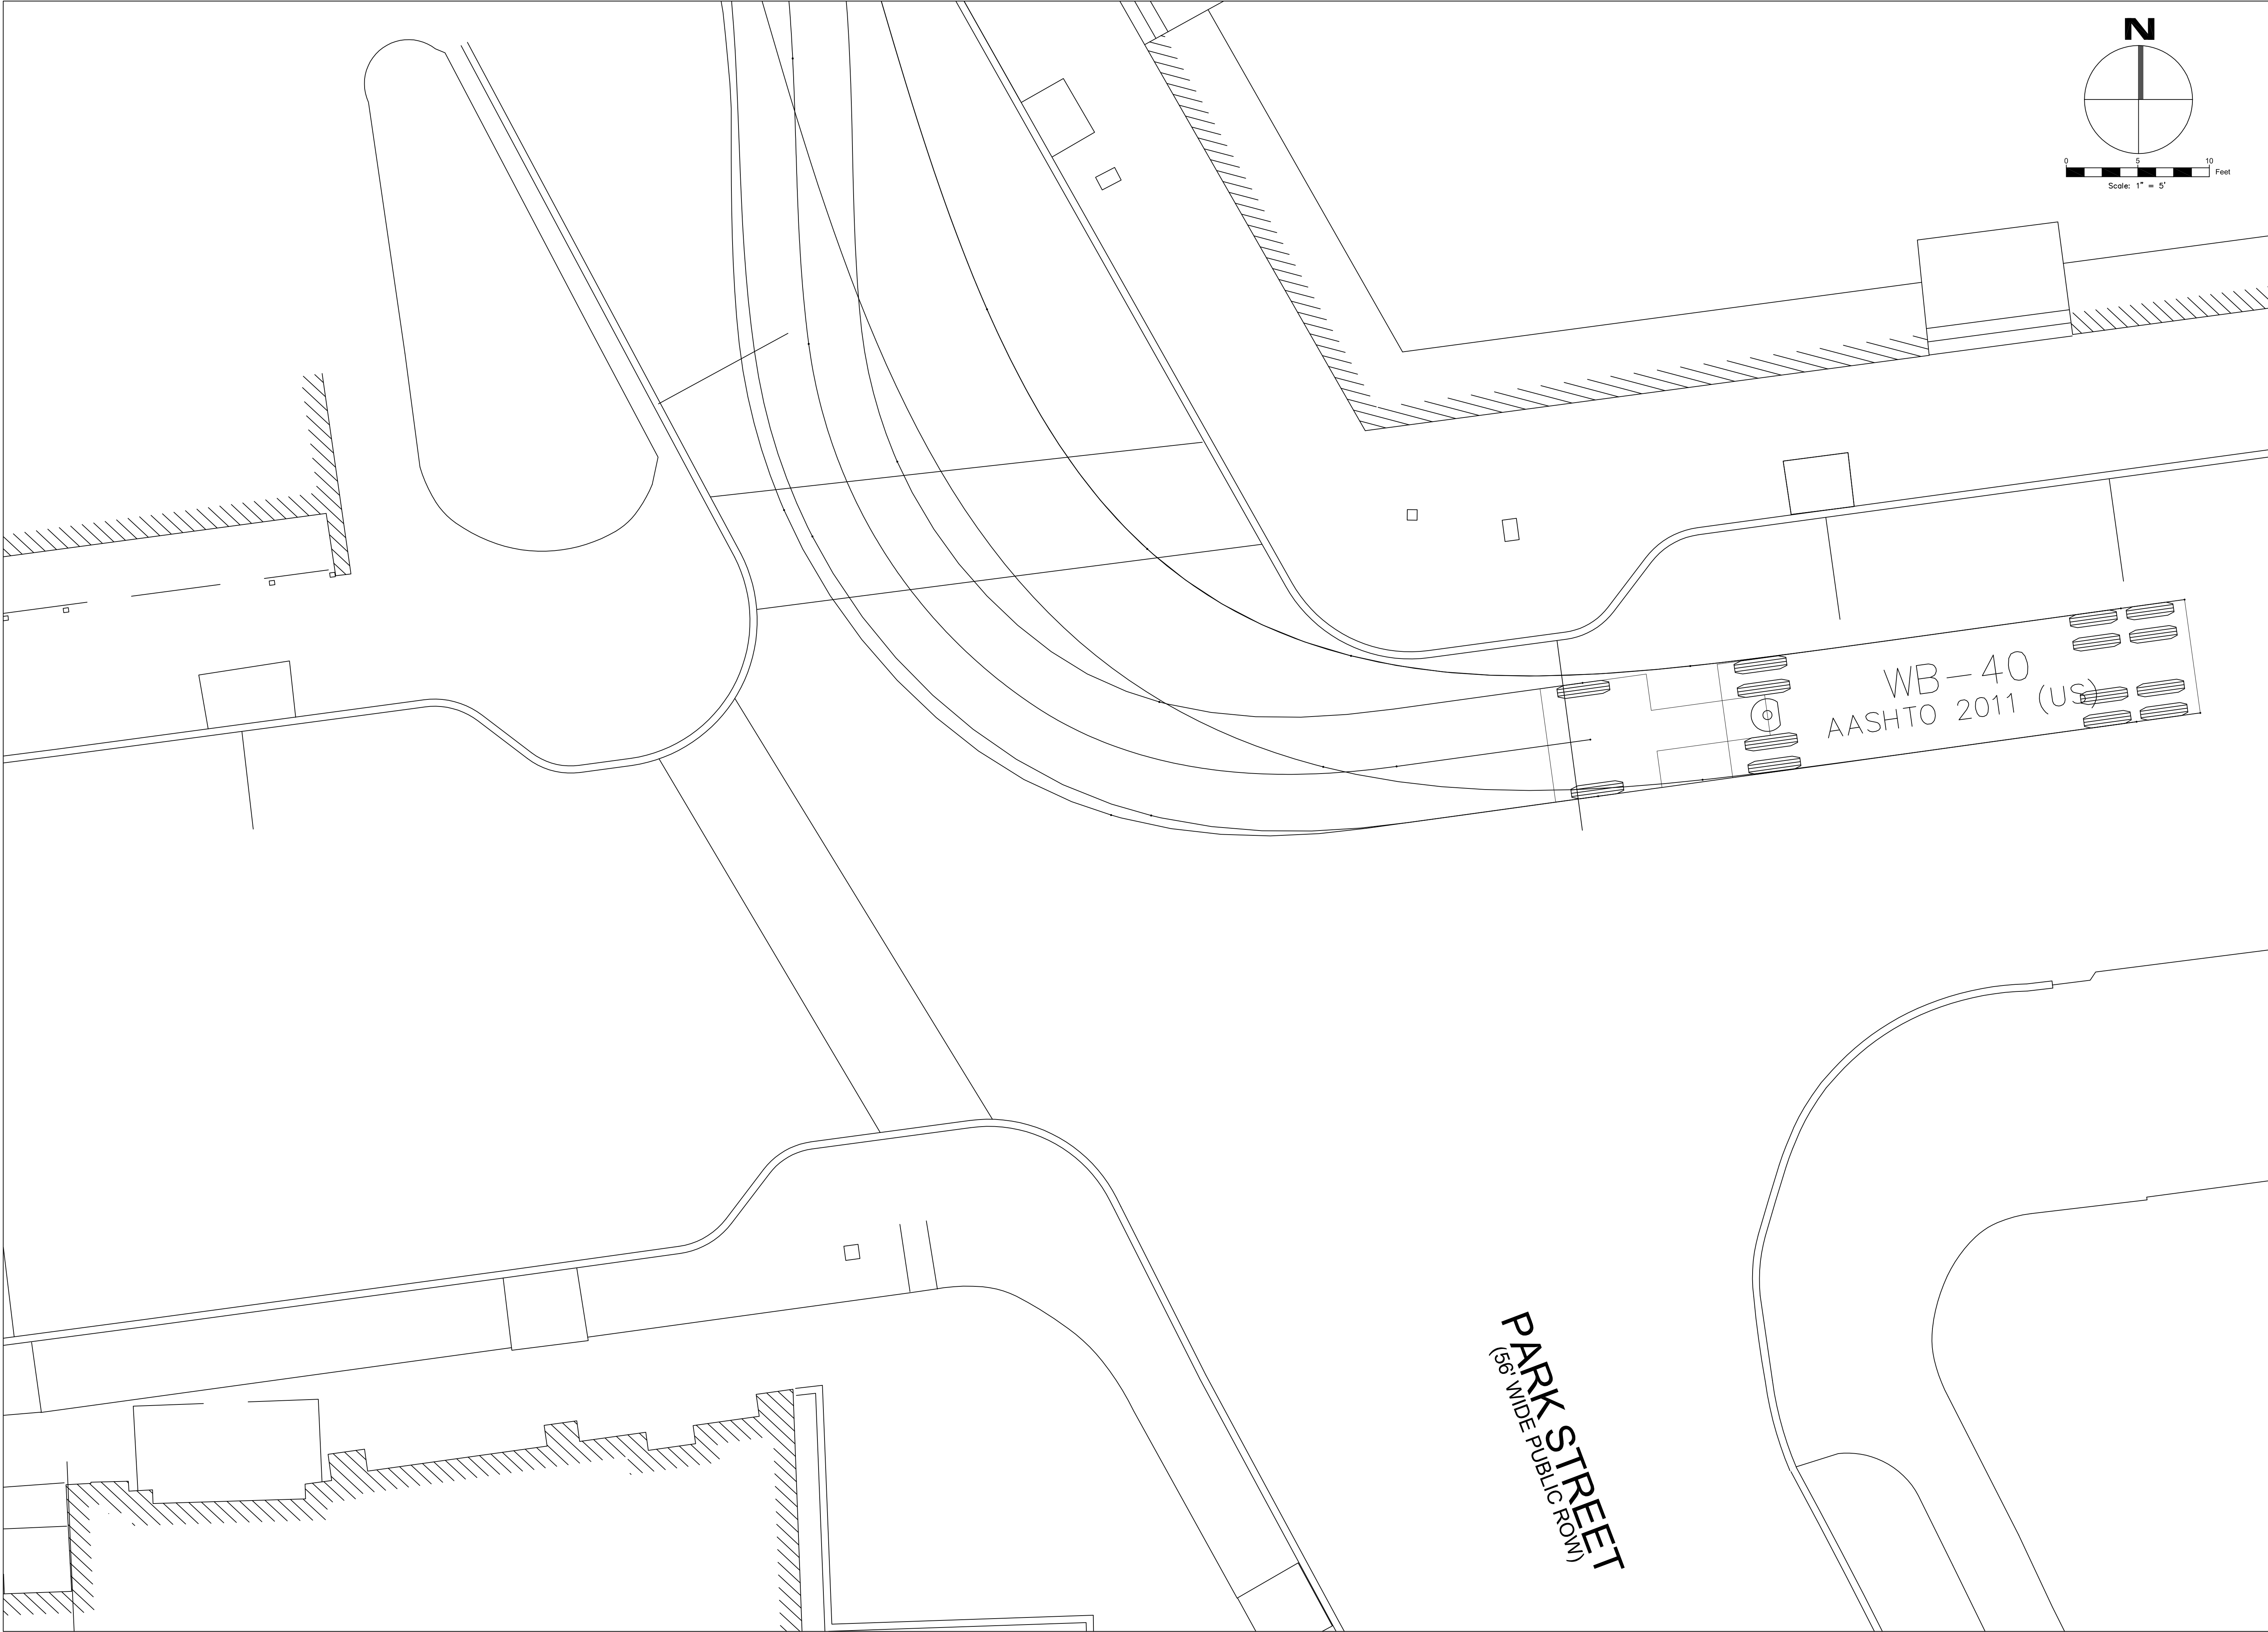 N
0 5 10 Feet
Scale: 1" = 5'
WB-40
AASHTO 2011 (US)
PARK STREET
(56' WIDE PUBLIC ROW)